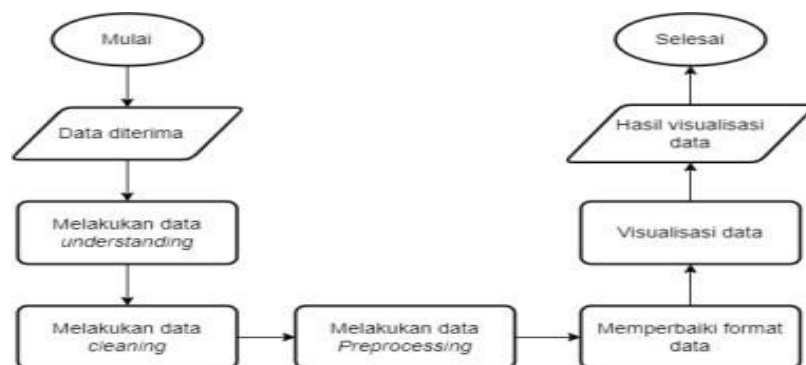 Mulai
Data diterima
Melakukan data
understanding
Melakukan data
cleaning
Melakukan data
Preprocessing
Memperbaiki format
data
Visualisasi data
Hasil visualisasi
data
Selesai